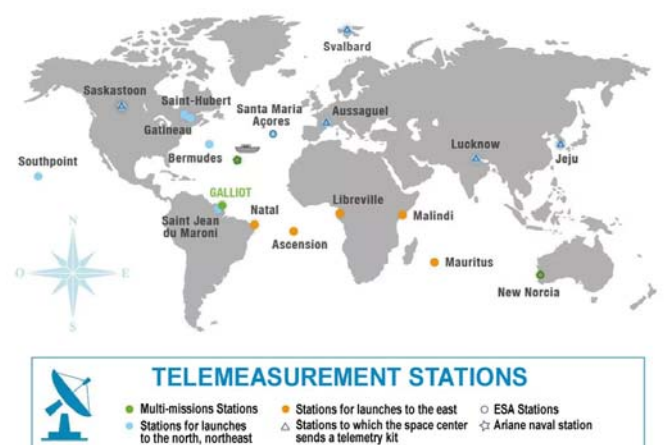 Svalbard
Saskastoon
Saint-Hubert
Gatineau
Santa Maria
Açores
Aussaguel
Lucknow
Jeju
Southpoint
Bermudes
GALLIOT
Saint Jean
du Maroni
Natal
Ascension
Libreville
Malindi
Mauritus
New Norcia
N
O
E
S
TELEMEASUREMENT STATIONS
Multi-missions Stations
Stations for launches
to the north, northeast
Stations for launches to the east
Stations to which the space center
sends a telemetry kit
ESA Stations
Ariane naval station